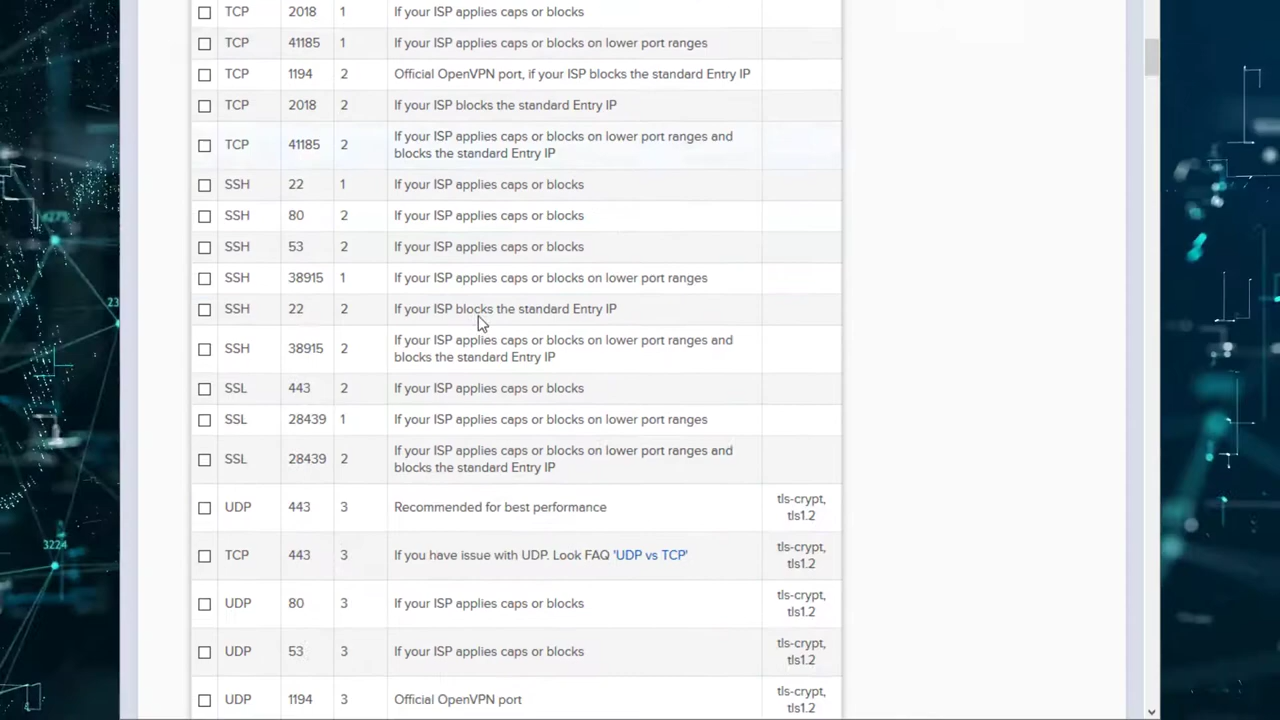 TCP 2018 1 If your ISP applies caps or blocks
TCP 41185 1 If your ISP applies caps or blocks on lower port ranges
TCP 1194 2 Official OpenVPN port, if your ISP blocks the standard Entry IP
TCP 2018 2 If your ISP blocks the standard Entry IP
TCP 41185 2 If your ISP applies caps or blocks on lower port ranges and
blocks the standard Entry IP
SSH 22 1 If your ISP applies caps or blocks
SSH 80 2 If your ISP applies caps or blocks
SSH 53 2 If your ISP applies caps or blocks
SSH 38915 1 If your ISP applies caps or blocks on lower port ranges
SSH 22 2 If your ISP blocks the standard Entry IP
SSH 38915 2 If your ISP applies caps or blocks on lower port ranges and
blocks the standard Entry IP
SSL 443 2 If your ISP applies caps or blocks
SSL 28439 1 If your ISP applies caps or blocks on lower port ranges
SSL 28439 2 If your ISP applies caps or blocks on lower port ranges and
blocks the standard Entry IP
UDP 443 3 Recommended for best performance tls-crypt,
tls1.2
TCP 443 3 If you have issue with UDP. Look FAQ 'UDP vs TCP' tls-crypt,
tls1.2
UDP 80 3 If your ISP applies caps or blocks tls-crypt,
tls1.2
UDP 53 3 If your ISP applies caps or blocks tls-crypt,
tls1.2
UDP 1194 3 Official OpenVPN port tls-crypt,
tls1.2
4275
23
3224